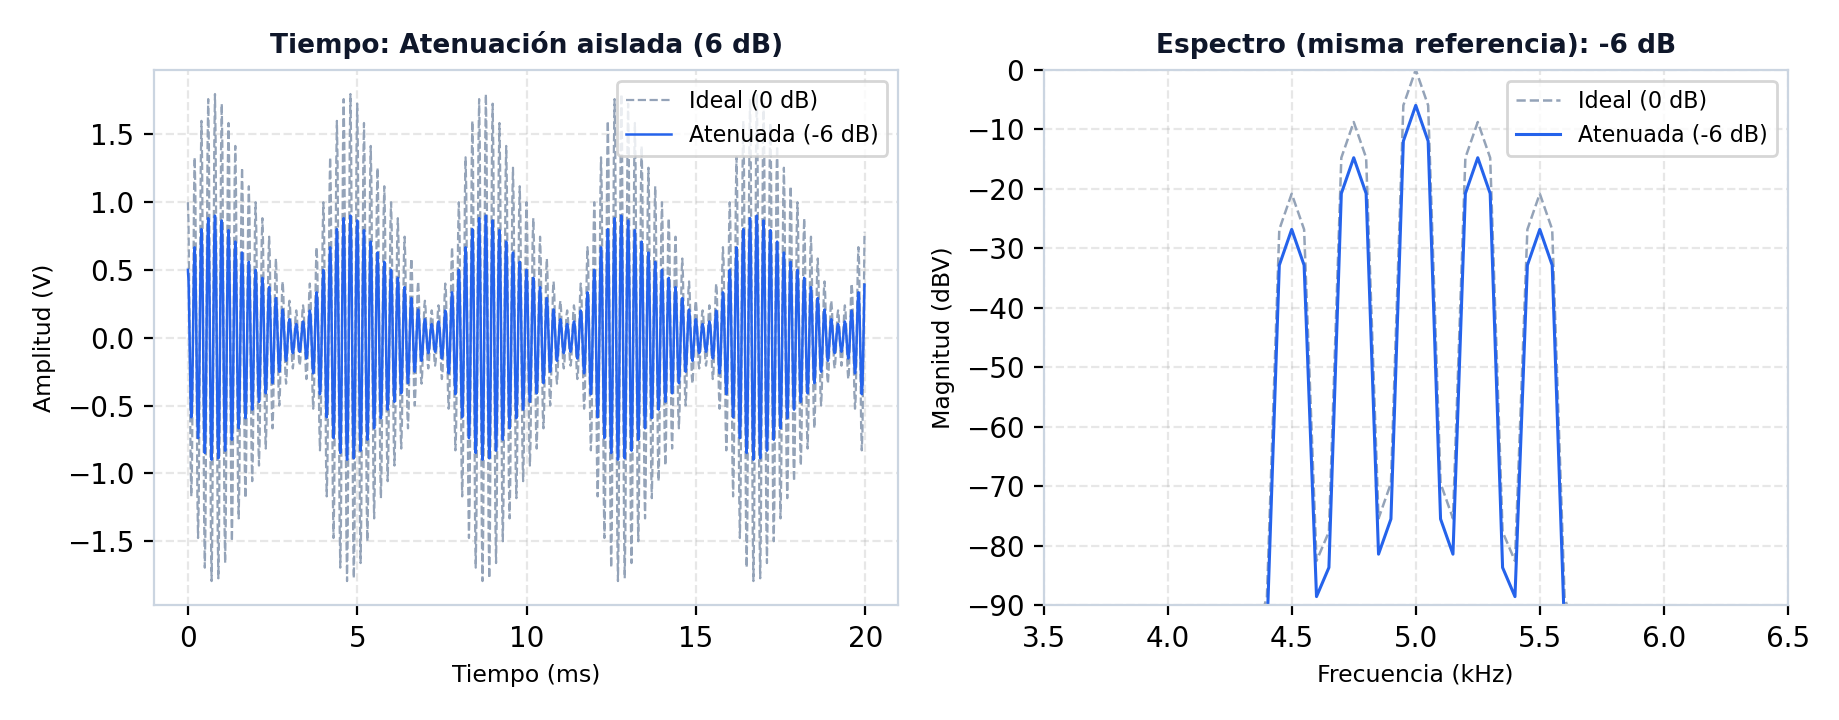 Tiempo: Atenuación aislada (6 dB)
Ideal (0 dB)
Atenuada (-6 dB)
1.5
1.0
0.5
0.0
−0.5
−1.0
−1.5
Amplitud (V)
0 5 10 15 20
Tiempo (ms)
Espectro (misma referencia): -6 dB
Ideal (0 dB)
Atenuada (-6 dB)
0
−10
−20
−30
−40
−50
−60
−70
−80
−90
Magnitud (dBV)
3.5 4.0 4.5 5.0 5.5 6.0 6.5
Frecuencia (kHz)